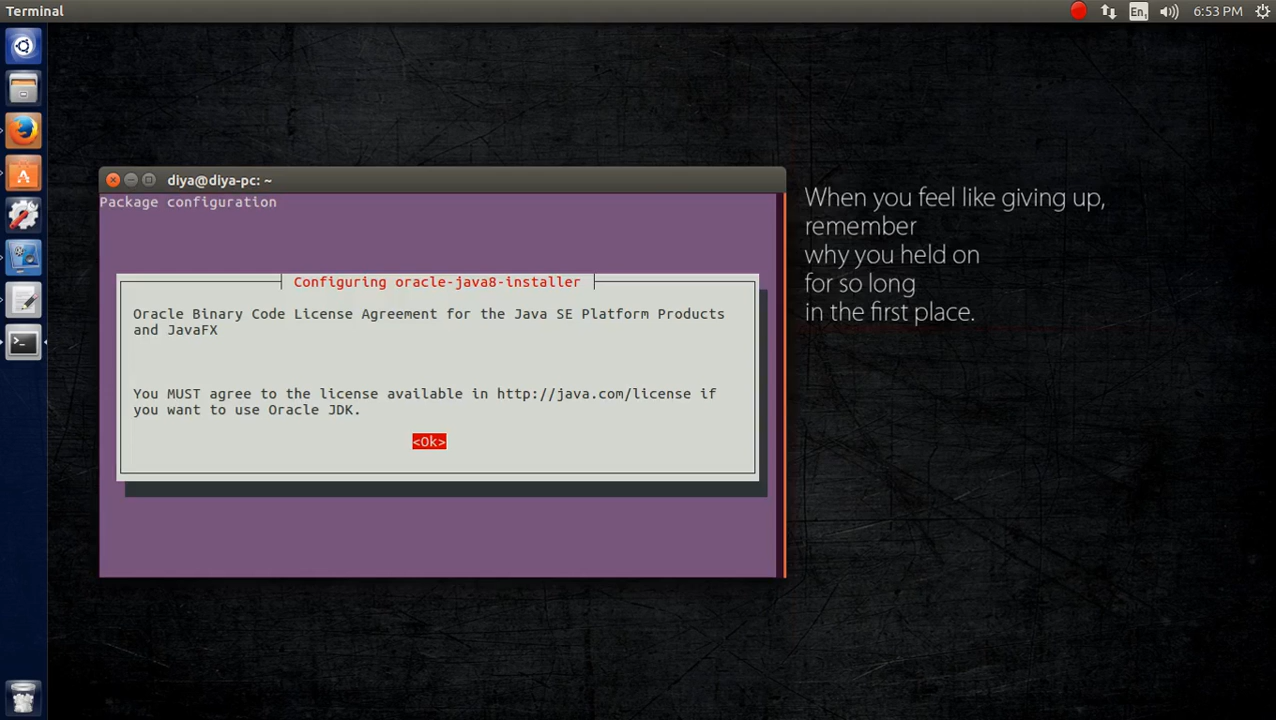 Terminal
En1
6:53 PM
diya@diya-pc: ~
Package configuration
Configuring oracle-java8-installer
Oracle Binary Code License Agreement for the Java SE Platform Products
and JavaFX
You MUST agree to the license available in http://java.com/license if
you want to use Oracle JDK.
<Ok>
When you feel like giving up,
remember
why you held on
for so long
in the first place.